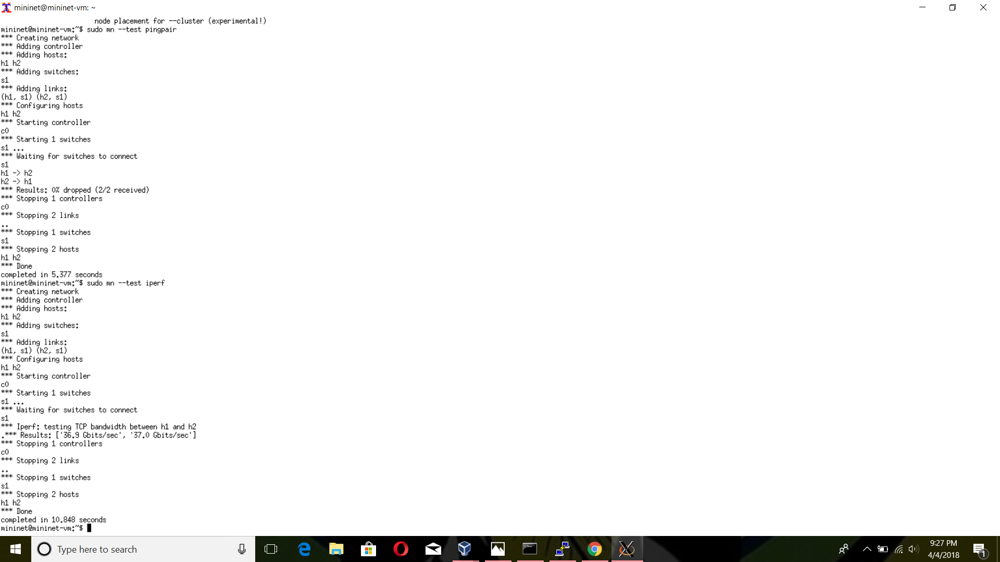 mininet@mininet-vm: ~
node placement for --cluster (experimental!)
mininet@mininet-vm:~$ sudo mn --test pingpair
*** Creating network
*** Adding controller
*** Adding hosts:
h1 h2
*** Adding switches:
s1
*** Adding links:
(h1, s1) (h2, s1)
*** Configuring hosts
h1 h2
*** Starting controller
c0
*** Starting 1 switches
s1 ...
*** Waiting for switches to connect
s1
h1 -> h2
h2 -> h1
*** Results: 0% dropped (2/2 received)
*** Stopping 1 controllers
c0
*** Stopping 2 links
..
*** Stopping 1 switches
s1
*** Stopping 2 hosts
h1 h2
*** Done
completed in 5.377 seconds
mininet@mininet-vm:~$ sudo mn --test iperf
*** Creating network
*** Adding controller
*** Adding hosts:
h1 h2
*** Adding switches:
s1
*** Adding links:
(h1, s1) (h2, s1)
*** Configuring hosts
h1 h2
*** Starting controller
c0
*** Starting 1 switches
s1 ...
*** Waiting for switches to connect
s1
*** Iperf: testing TCP bandwidth between h1 and h2
.*** Results: ['36.9 Gbits/sec', '37.0 Gbits/sec']
*** Stopping 1 controllers
c0
*** Stopping 2 links
..
*** Stopping 1 switches
s1
*** Stopping 2 hosts
h1 h2
*** Done
completed in 10.848 seconds
mininet@mininet-vm:~$
Type here to search
9:27 PM
4/4/2018
1